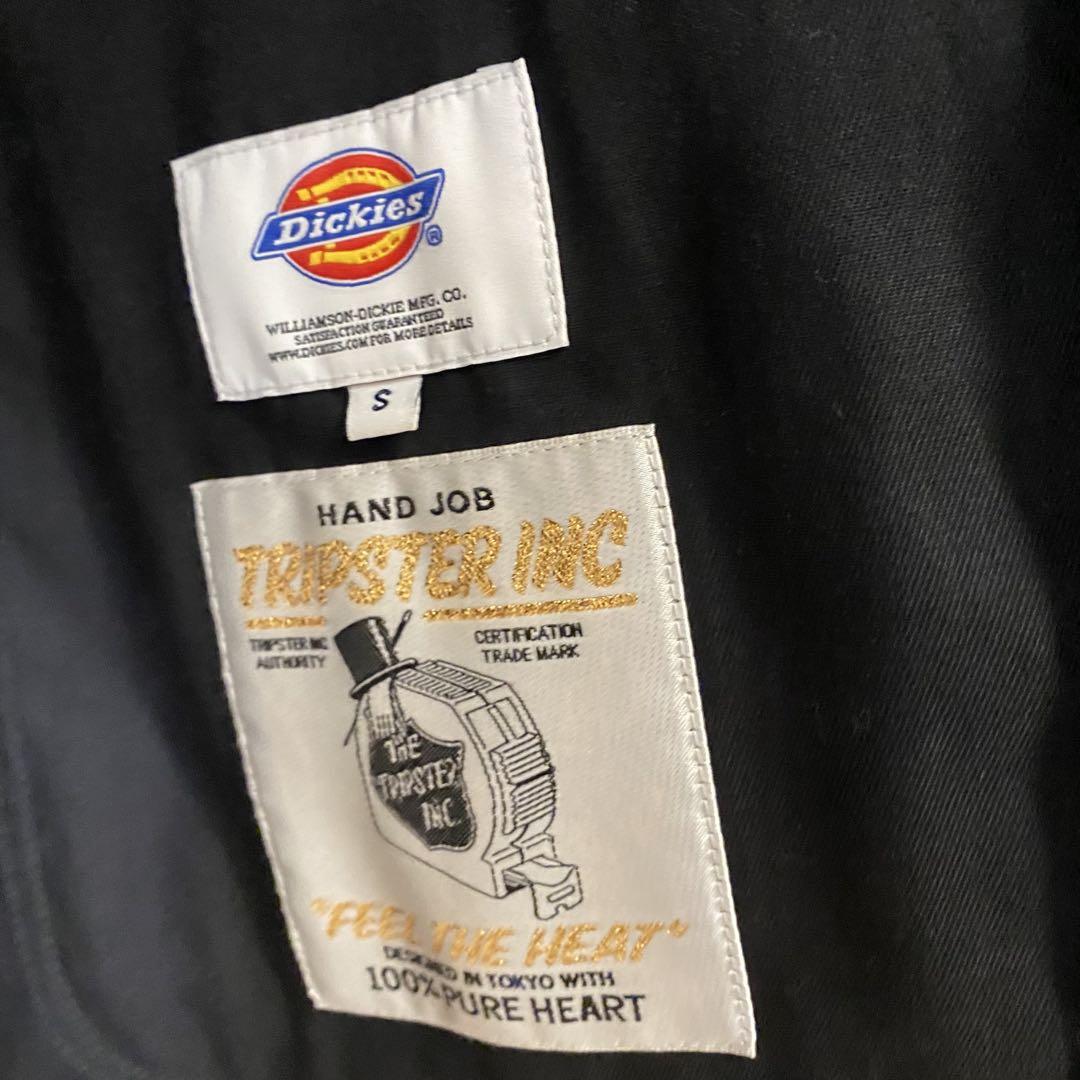 Dickies®
WILLIAMSON-DICKIE MFG. CO.
SATISFACTION GUARANTEED
WWW.DICKIES.COM FOR MORE DETAILS
S
HAND JOB
TRIPSTER INC
TRIPSTER INC
AUTHORITY
CERTIFICATION
TRADE MARK
THE
TRIPSTER
INC.
"FEEL THE HEAT"
DESIGNED IN TOKYO WITH
100% PURE HEART